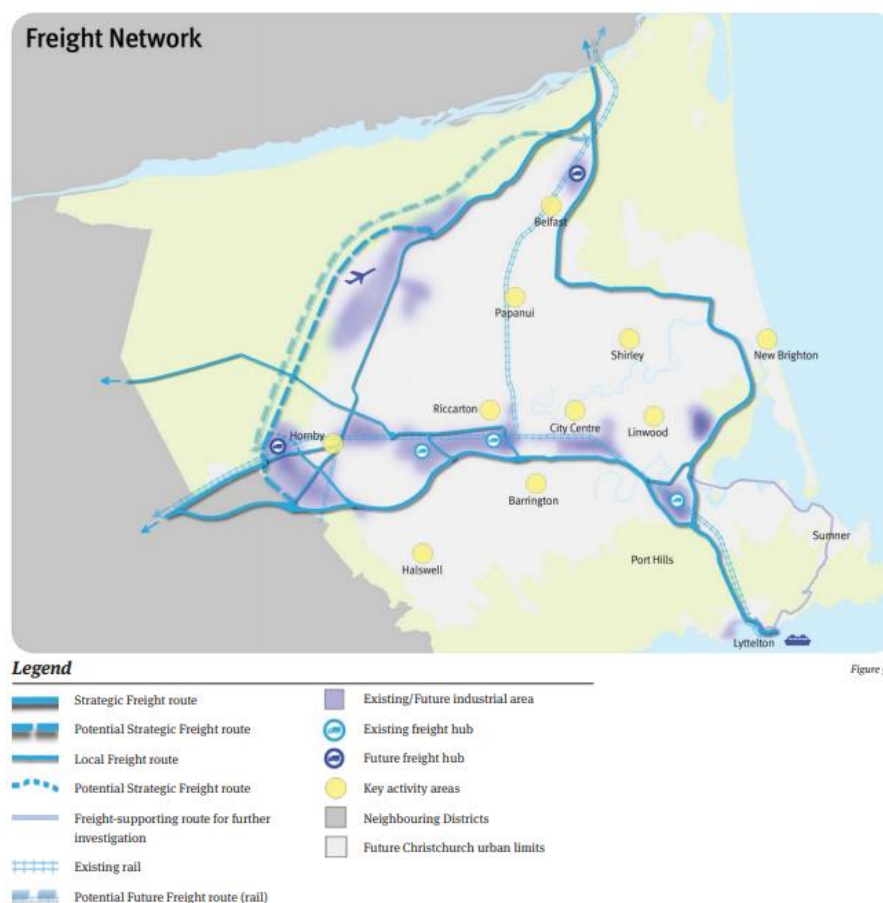 Freight Network
Belfast
Papanui
Shirley
New Brighton
Riccarton
City Centre
Linwood
Hornby
Barrington
Halswell
Port Hills
Sumner
Lyttelton
Legend
Figure
Strategic Freight route
Potential Strategic Freight route
Local Freight route
Potential Strategic Freight route
Freight-supporting route for further
investigation
Existing rail
Potential Future Freight route (rail)
Existing/Future industrial area
Existing freight hub
Future freight hub
Key activity areas
Neighbouring Districts
Future Christchurch urban limits